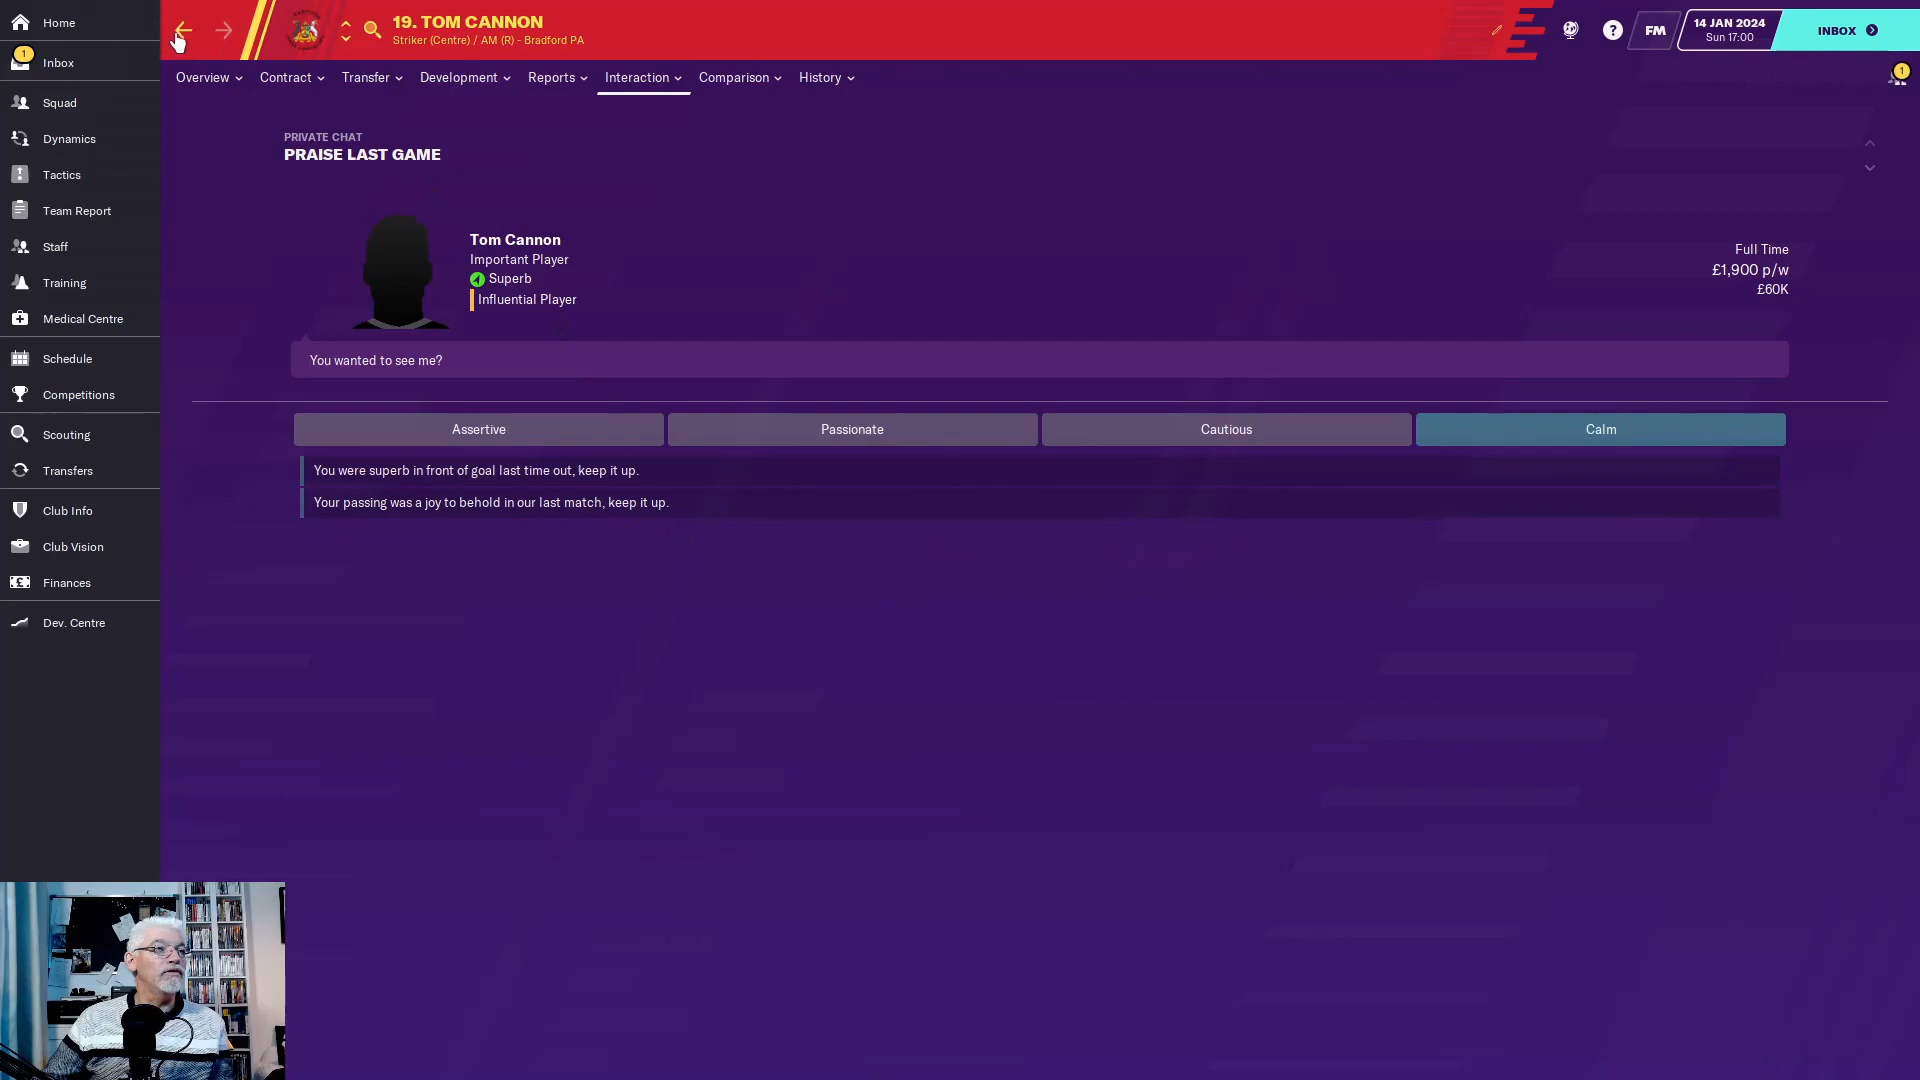 Home
1
Inbox
Squad
Dynamics
Tactics
Team Report
Staff
Training
Medical Centre
Schedule
Competitions
Scouting
Transfers
Club Info
Club Vision
Finances
Dev. Centre
19. TOM CANNON
Striker (Centre) / AM (R) - Bradford PA
?
FM
14 JAN 2024
Sun 17:00
INBOX
Overview Contract Transfer Development Reports Interaction Comparison History
1
PRIVATE CHAT
PRAISE LAST GAME
Tom Cannon
Important Player
Superb
Influential Player
Full Time
£1,900 p/w
£60K
You wanted to see me?
Assertive Passionate Cautious Calm
You were superb in front of goal last time out, keep it up.
Your passing was a joy to behold in our last match, keep it up.